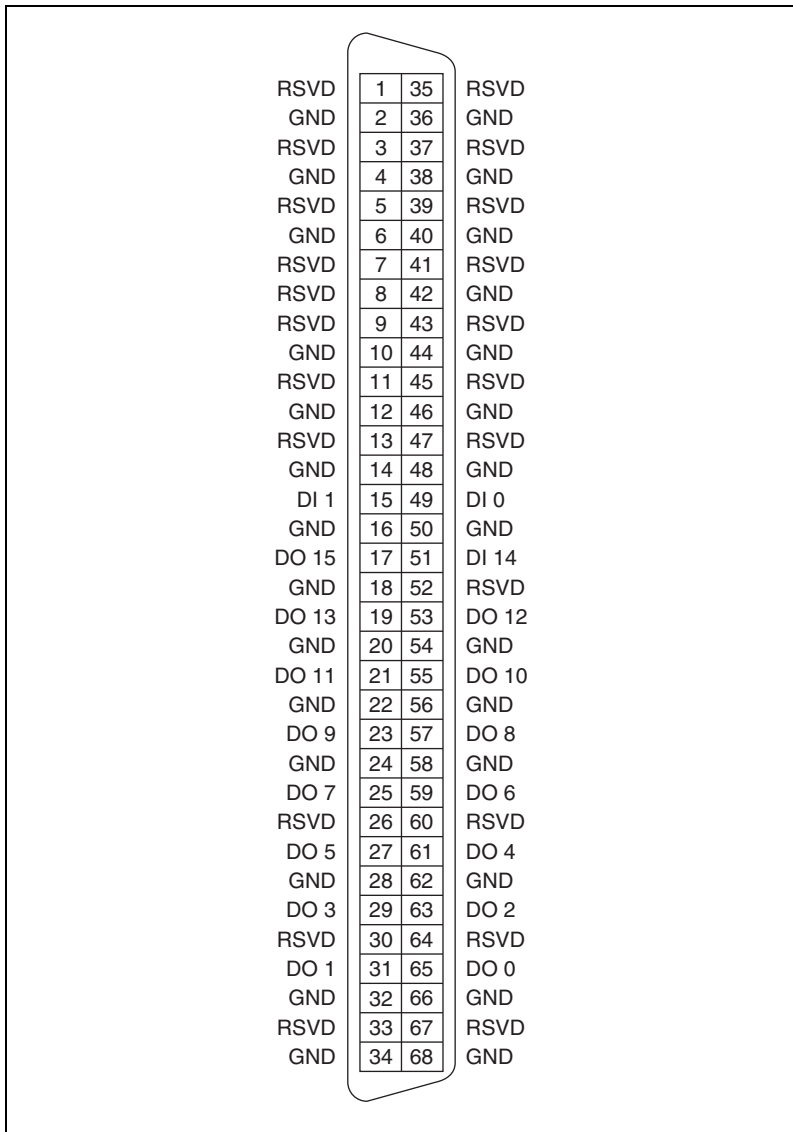 RSVD 1 35 RSVD
GND 2 36 GND
RSVD 3 37 RSVD
GND 4 38 GND
RSVD 5 39 RSVD
GND 6 40 GND
RSVD 7 41 RSVD
RSVD 8 42 GND
RSVD 9 43 RSVD
GND 10 44 GND
RSVD 11 45 RSVD
GND 12 46 GND
RSVD 13 47 RSVD
GND 14 48 GND
DI 1 15 49 DI 0
GND 16 50 GND
DO 15 17 51 DI 14
GND 18 52 RSVD
DO 13 19 53 DO 12
GND 20 54 GND
DO 11 21 55 DO 10
GND 22 56 GND
DO 9 23 57 DO 8
GND 24 58 GND
DO 7 25 59 DO 6
RSVD 26 60 RSVD
DO 5 27 61 DO 4
GND 28 62 GND
DO 3 29 63 DO 2
RSVD 30 64 RSVD
DO 1 31 65 DO 0
GND 32 66 GND
RSVD 33 67 RSVD
GND 34 68 GND